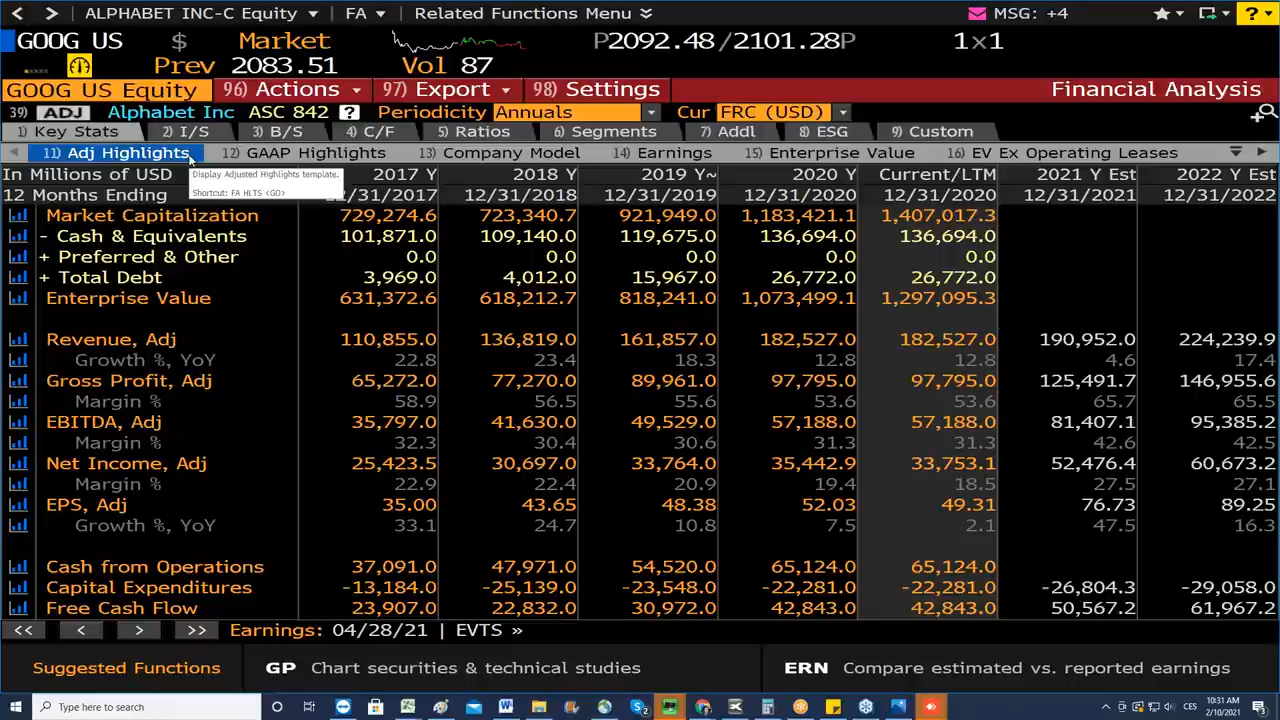 ALPHABET INC-C Equity FA Related Functions Menu MSG: +4 ?
GOOG US $ Market P2092.48/2101.28P 1×1
Prev 2083.51 Vol 87
GOOG US Equity 96) Actions 97) Export 98) Settings Financial Analysis
39) ADJ Alphabet Inc ASC 842 ? Periodicity Annuals Cur FRC (USD)
1) Key Stats 2) I/S 3) B/S 4) C/F 5) Ratios 6) Segments 7) Addl 8) ESG 9) Custom
11) Adj Highlights 12) GAAP Highlights 13) Company Model 14) Earnings 15) Enterprise Value 16) EV Ex Operating Leases
Display Adjusted Highlights template.
Shortcut: FA HLTS <GO>
In Millions of USD 2017 Y 2018 Y 2019 Y~ 2020 Y Current/LTM 2021 Y Est 2022 Y Est
12 Months Ending /31/2017 12/31/2018 12/31/2019 12/31/2020 12/31/2020 12/31/2021 12/31/2022
Market Capitalization 729,274.6 723,340.7 921,949.0 1,183,421.1 1,407,017.3
- Cash & Equivalents 101,871.0 109,140.0 119,675.0 136,694.0 136,694.0
+ Preferred & Other 0.0 0.0 0.0 0.0 0.0
+ Total Debt 3,969.0 4,012.0 15,967.0 26,772.0 26,772.0
Enterprise Value 631,372.6 618,212.7 818,241.0 1,073,499.1 1,297,095.3
Revenue, Adj 110,855.0 136,819.0 161,857.0 182,527.0 182,527.0 190,952.0 224,239.9
Growth %, YoY 22.8 23.4 18.3 12.8 12.8 4.6 17.4
Gross Profit, Adj 65,272.0 77,270.0 89,961.0 97,795.0 97,795.0 125,491.7 146,955.6
Margin % 58.9 56.5 55.6 53.6 53.6 65.7 65.5
EBITDA, Adj 35,797.0 41,630.0 49,529.0 57,188.0 57,188.0 81,407.1 95,385.2
Margin % 32.3 30.4 30.6 31.3 31.3 42.6 42.5
Net Income, Adj 25,423.5 30,697.0 33,764.0 35,442.9 33,753.1 52,476.4 60,673.2
Margin % 22.9 22.4 20.9 19.4 18.5 27.5 27.1
EPS, Adj 35.00 43.65 48.38 52.03 49.31 76.73 89.25
Growth %, YoY 33.1 24.7 10.8 7.5 2.1 47.5 16.3
Cash from Operations 37,091.0 47,971.0 54,520.0 65,124.0 65,124.0
Capital Expenditures -13,184.0 -25,139.0 -23,548.0 -22,281.0 -22,281.0 -26,804.3 -29,058.0
Free Cash Flow 23,907.0 22,832.0 30,972.0 42,843.0 42,843.0 50,567.2 61,967.2
<< < > >> Earnings: 04/28/21 | EVTS »
Suggested Functions GP Chart securities & technical studies ERN Compare estimated vs. reported earnings
Type here to search CES 10:31 AM
2/10/2021